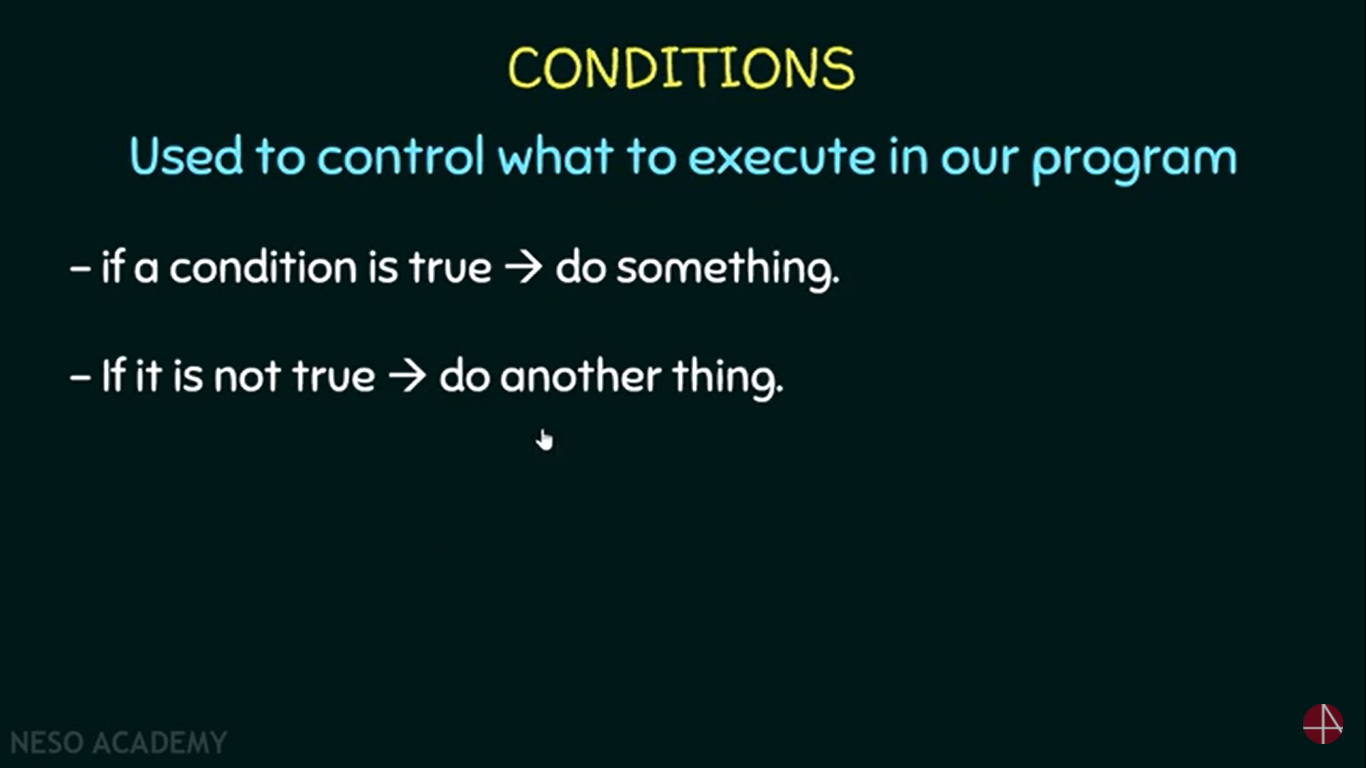 CONDITIONS
Used to control what to execute in our program
– if a condition is true → do something.
– If it is not true → do another thing.
NESO ACADEMY